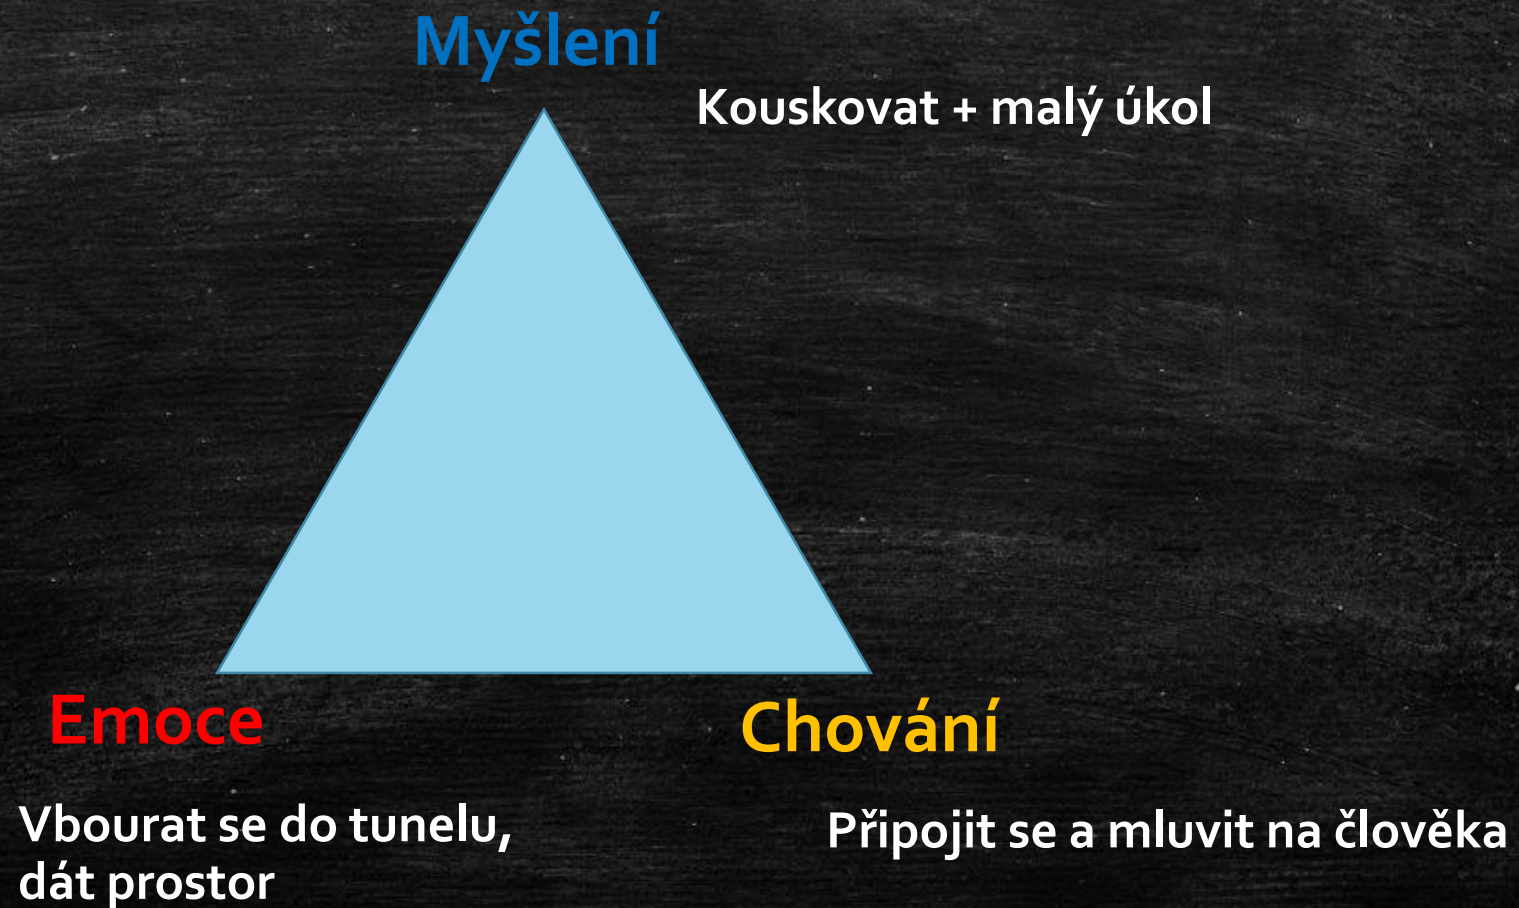 Myšlení
Kouskovat + malý úkol
Emoce
Chování
Vbourat se do tunelu,
dát prostor
Připojit se a mluvit na člověka